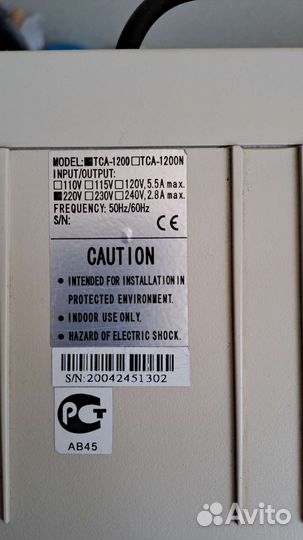 MODEL:■TCA-1200□TCA-1200N
INPUT/OUTPUT:
□110V □115V□120V,5.5A max.
■220V □230V□240V,2.8A max.
FREQUENCY: 50Hz/60Hz
S/N: CE
CAUTION
● INTENDED FOR INSTALLATION IN
PROTECTED ENVIRONMENT.
● INDOOR USE ONLY.
● HAZARD OF ELECTRIC SHOCK.
S/N:20042451302
РСТ
АВ45
Avito